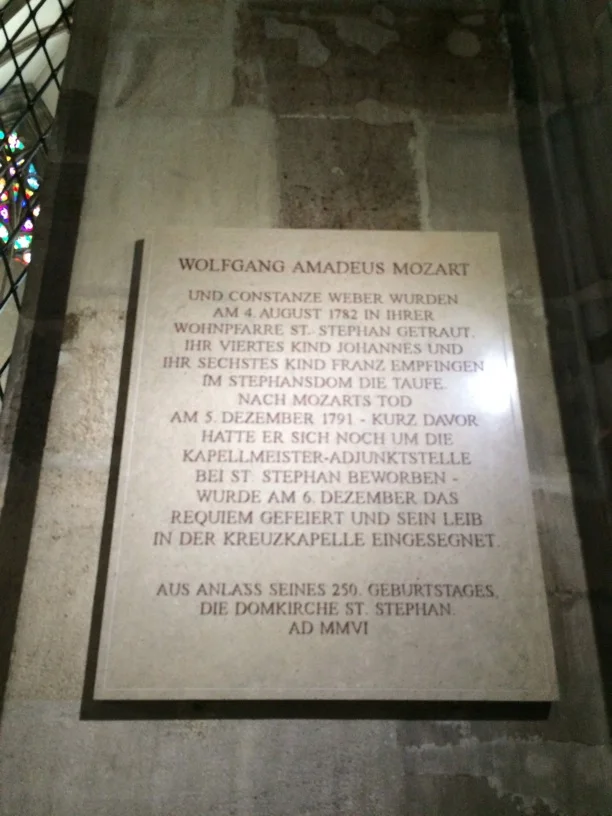 WOLFGANG AMADEUS MOZART
UND CONSTANZE WEBER WURDEN
AM 4. AUGUST 1782 IN IHRER
WOHNPFARRE ST. STEPHAN GETRAUT.
IHR VIERTES KIND JOHANNES UND
IHR SECHSTES KIND FRANZ EMPFINGEN
IM STEPHANSDOM DIE TAUFE.
NACH MOZARTS TOD
AM 5. DEZEMBER 1791 - KURZ DAVOR
HATTE ER SICH NOCH UM DIE
KAPELLMEISTER-ADJUNKTSTELLE
BEI ST. STEPHAN BEWORBEN -
WURDE AM 6. DEZEMBER DAS
REQUIEM GEFEIERT UND SEIN LEIB
IN DER KREUZKAPELLE EINGESEGNET.
AUS ANLASS SEINES 250. GEBURTSTAGES.
DIE DOMKIRCHE ST. STEPHAN.
AD MMVI